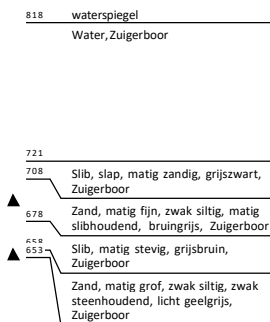 818 waterspiegel
Water, Zuigerboor
721
708 Slib, slap, matig zandig, grijszwart,
Zuigerboor
678 Zand, matig fijn, zwak siltig, matig
slibhoudend, bruingrijs, Zuigerboor
658
653 Slib, matig stevig, grijsbruin,
Zuigerboor
Zand, matig grof, zwak siltig, zwak
steenhoudend, licht geelgrijs,
Zuigerboor